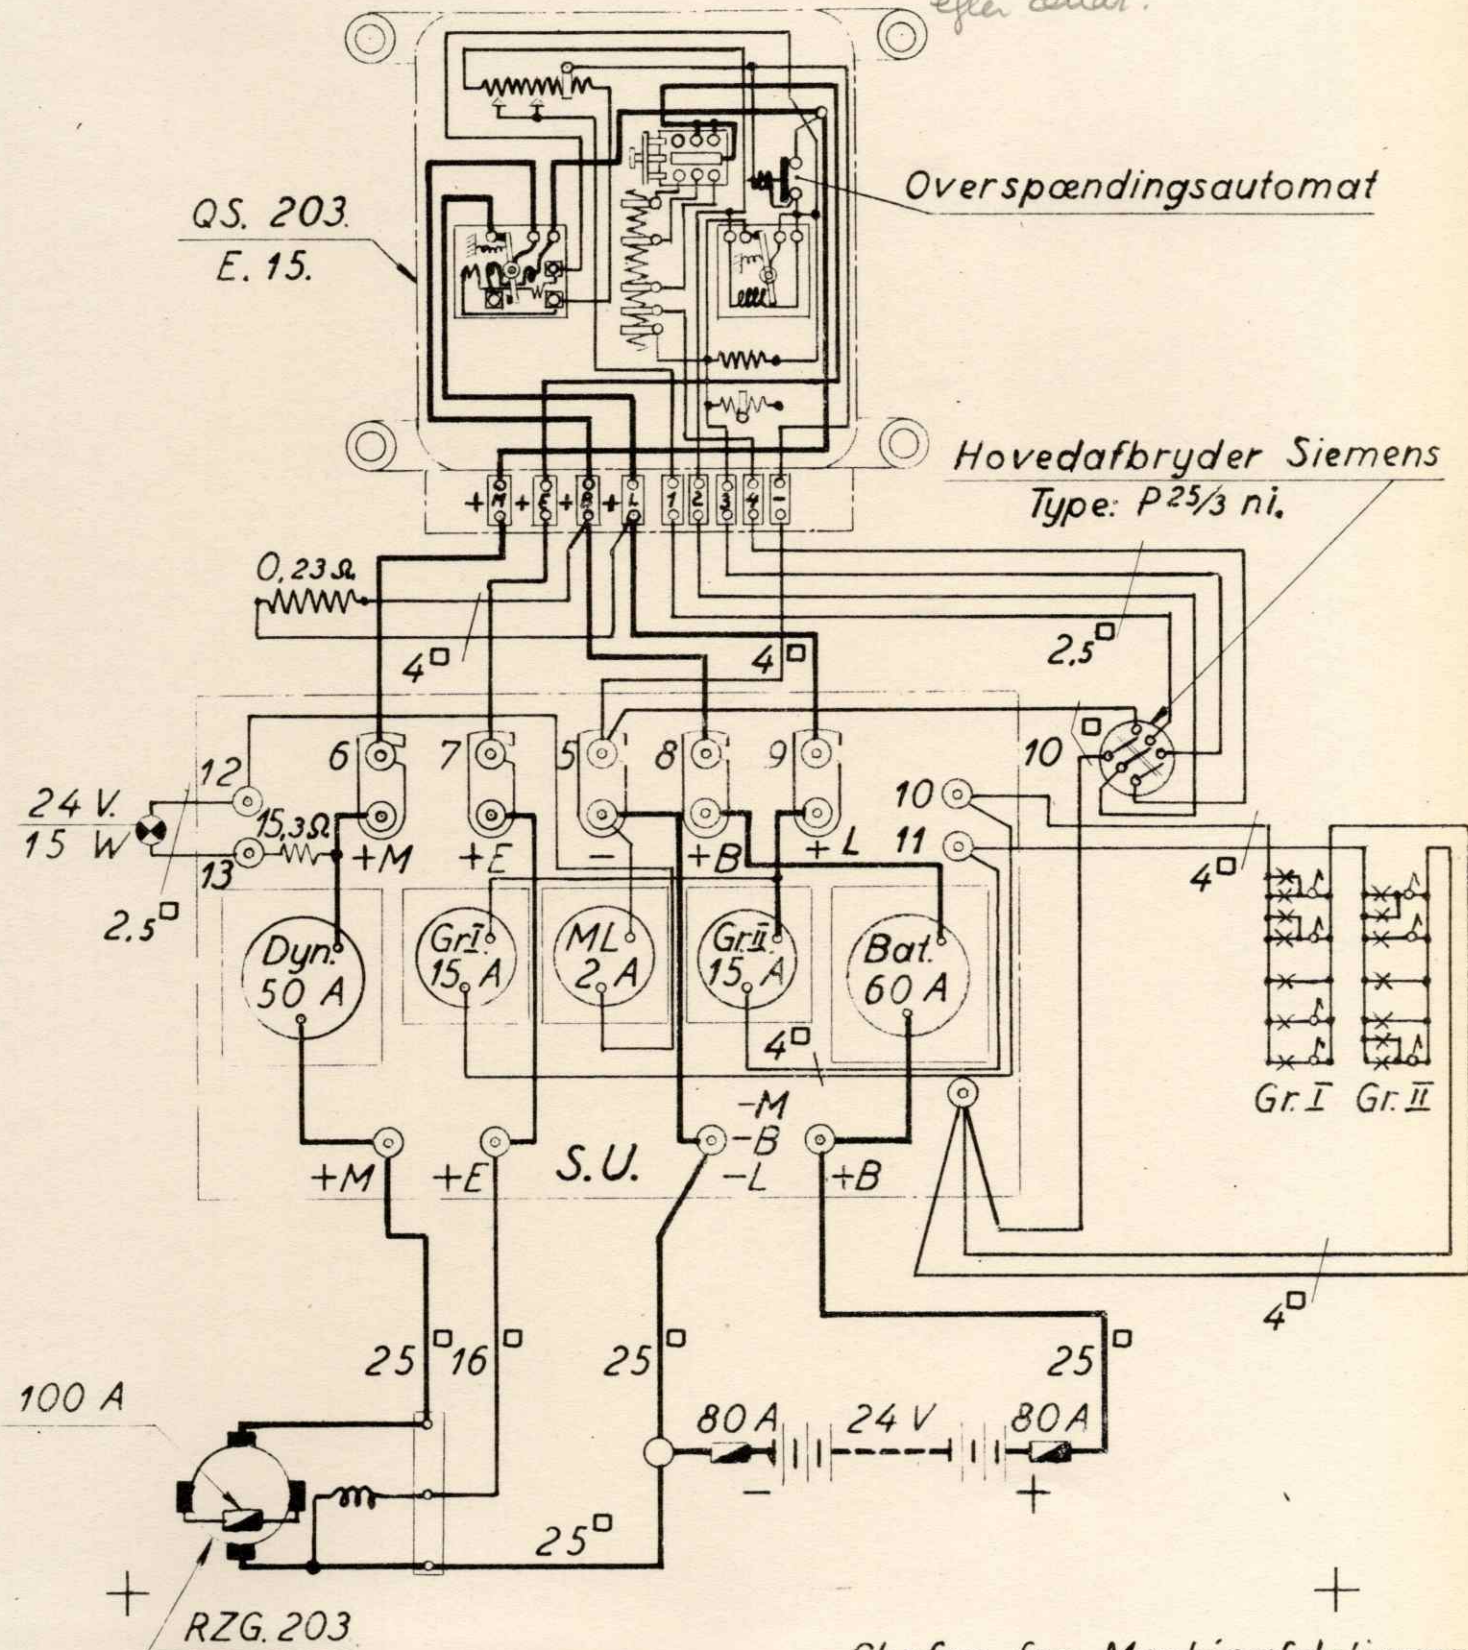 efter
Overspændingsautomat
QS. 203.
E. 15.
Hovedafbryder Siemens
Type: P 25/3 ni.
+ M + E + B + L 1 2 3 4 -
0,23 Ω
4□
4□
2,5□
10□
12
6
7
5
8
9
10
24 V.
15 W
15,3Ω
13
+M
+E
-
+B
+L
11
4□
2,5□
Dyn.
50 A
Gr.I.
15 A
ML
2 A
Gr.II.
15 A
Bat.
60 A
4□
Gr. I
Gr. II
-M
-B
-L
+M
+E
S.U.
+B
4□
25□
16□
25□
25□
100 A
80 A
24 V
80 A
-
+
25□
+
+
RZG. 203